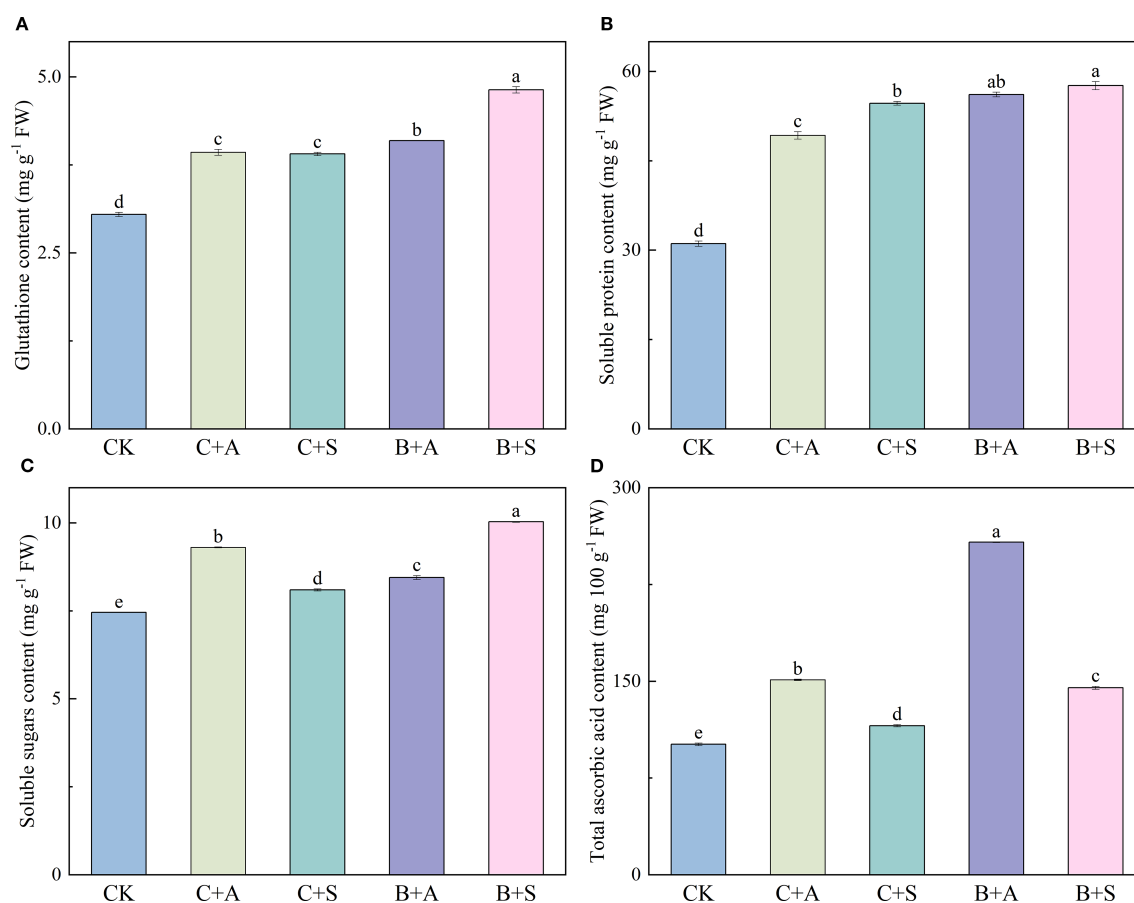 A
Glutathione content (mg g-1 FW)
5.0
2.5
0.0
d
c
c
b
a
CK C+A C+S B+A B+S
B
Soluble protein content (mg g-1 FW)
60
30
0
d
c
b
ab
a
CK C+A C+S B+A B+S
C
Soluble sugars content (mg g-1 FW)
10
5
0
e
b
d
c
a
CK C+A C+S B+A B+S
D
Total ascorbic acid content (mg 100 g-1 FW)
300
150
0
e
b
d
a
c
CK C+A C+S B+A B+S